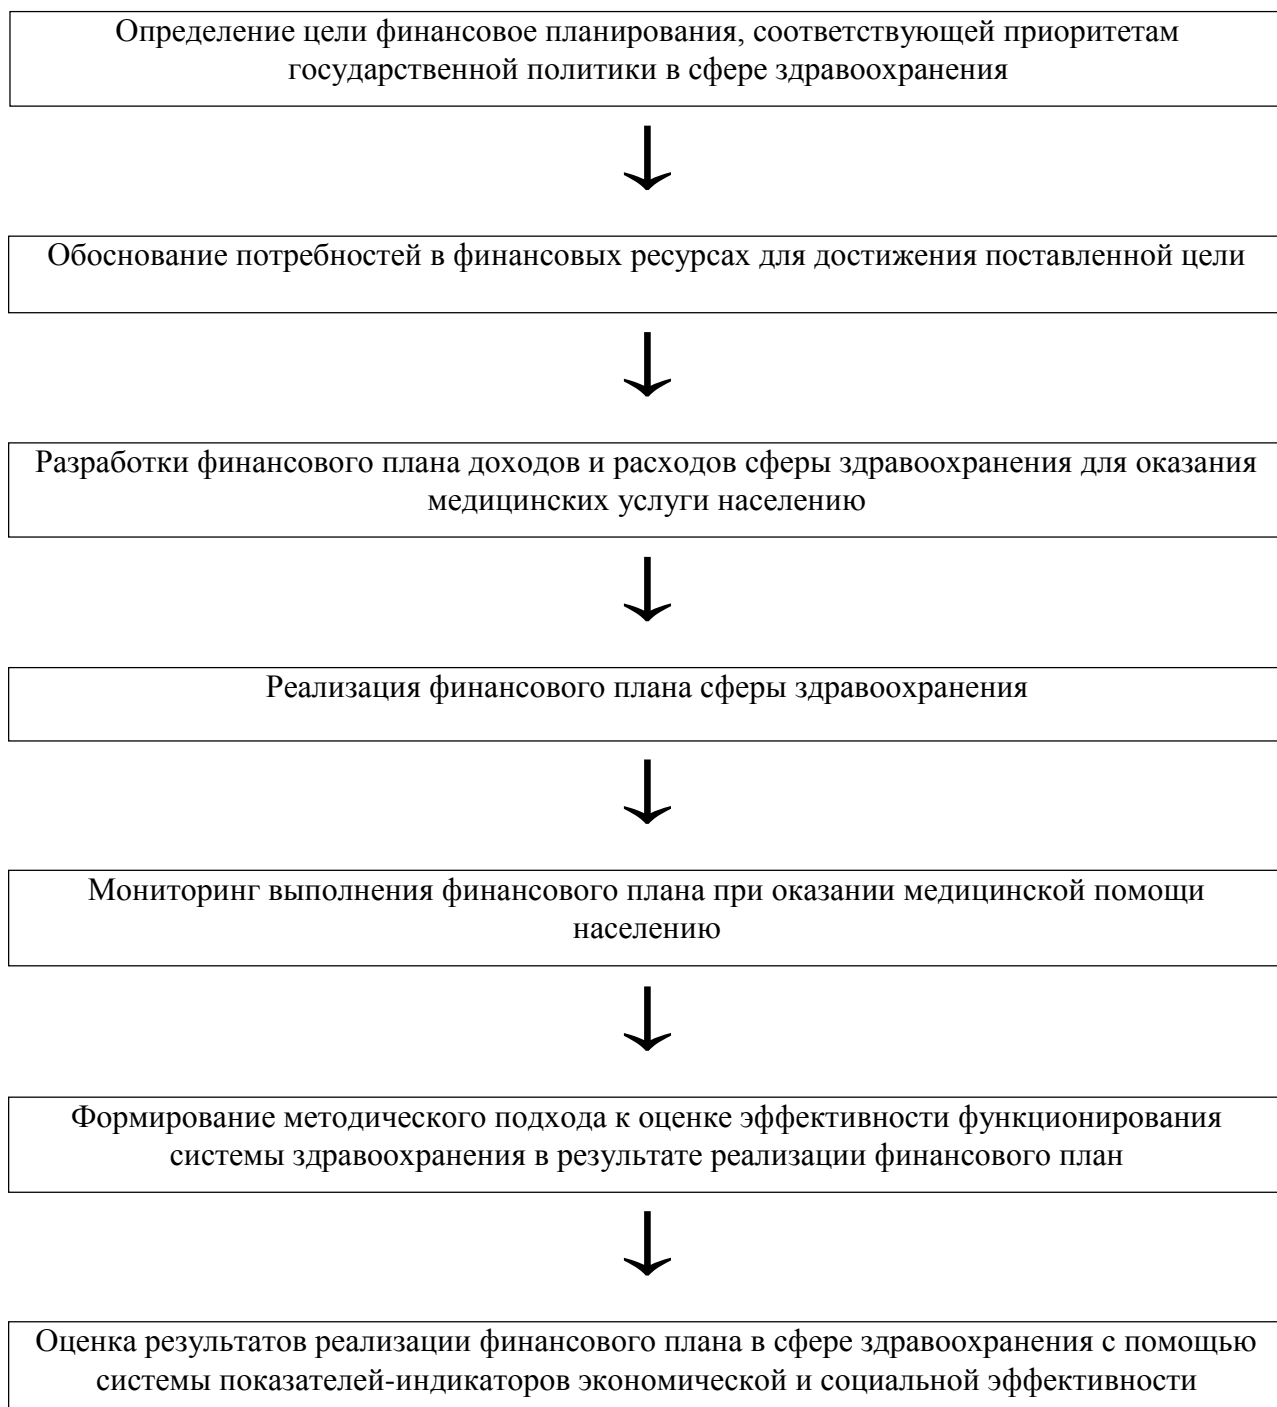 Определение цели финансовое планирования, соответствующей приоритетам
государственной политики в сфере здравоохранения
Обоснование потребностей в финансовых ресурсах для достижения поставленной цели
Разработки финансового плана доходов и расходов сферы здравоохранения для оказания
медицинских услуги населению
Реализация финансового плана сферы здравоохранения
Мониторинг выполнения финансового плана при оказании медицинской помощи
населению
Формирование методического подхода к оценке эффективности функционирования
системы здравоохранения в результате реализации финансового план
Оценка результатов реализации финансового плана в сфере здравоохранения с помощью
системы показателей-индикаторов экономической и социальной эффективности